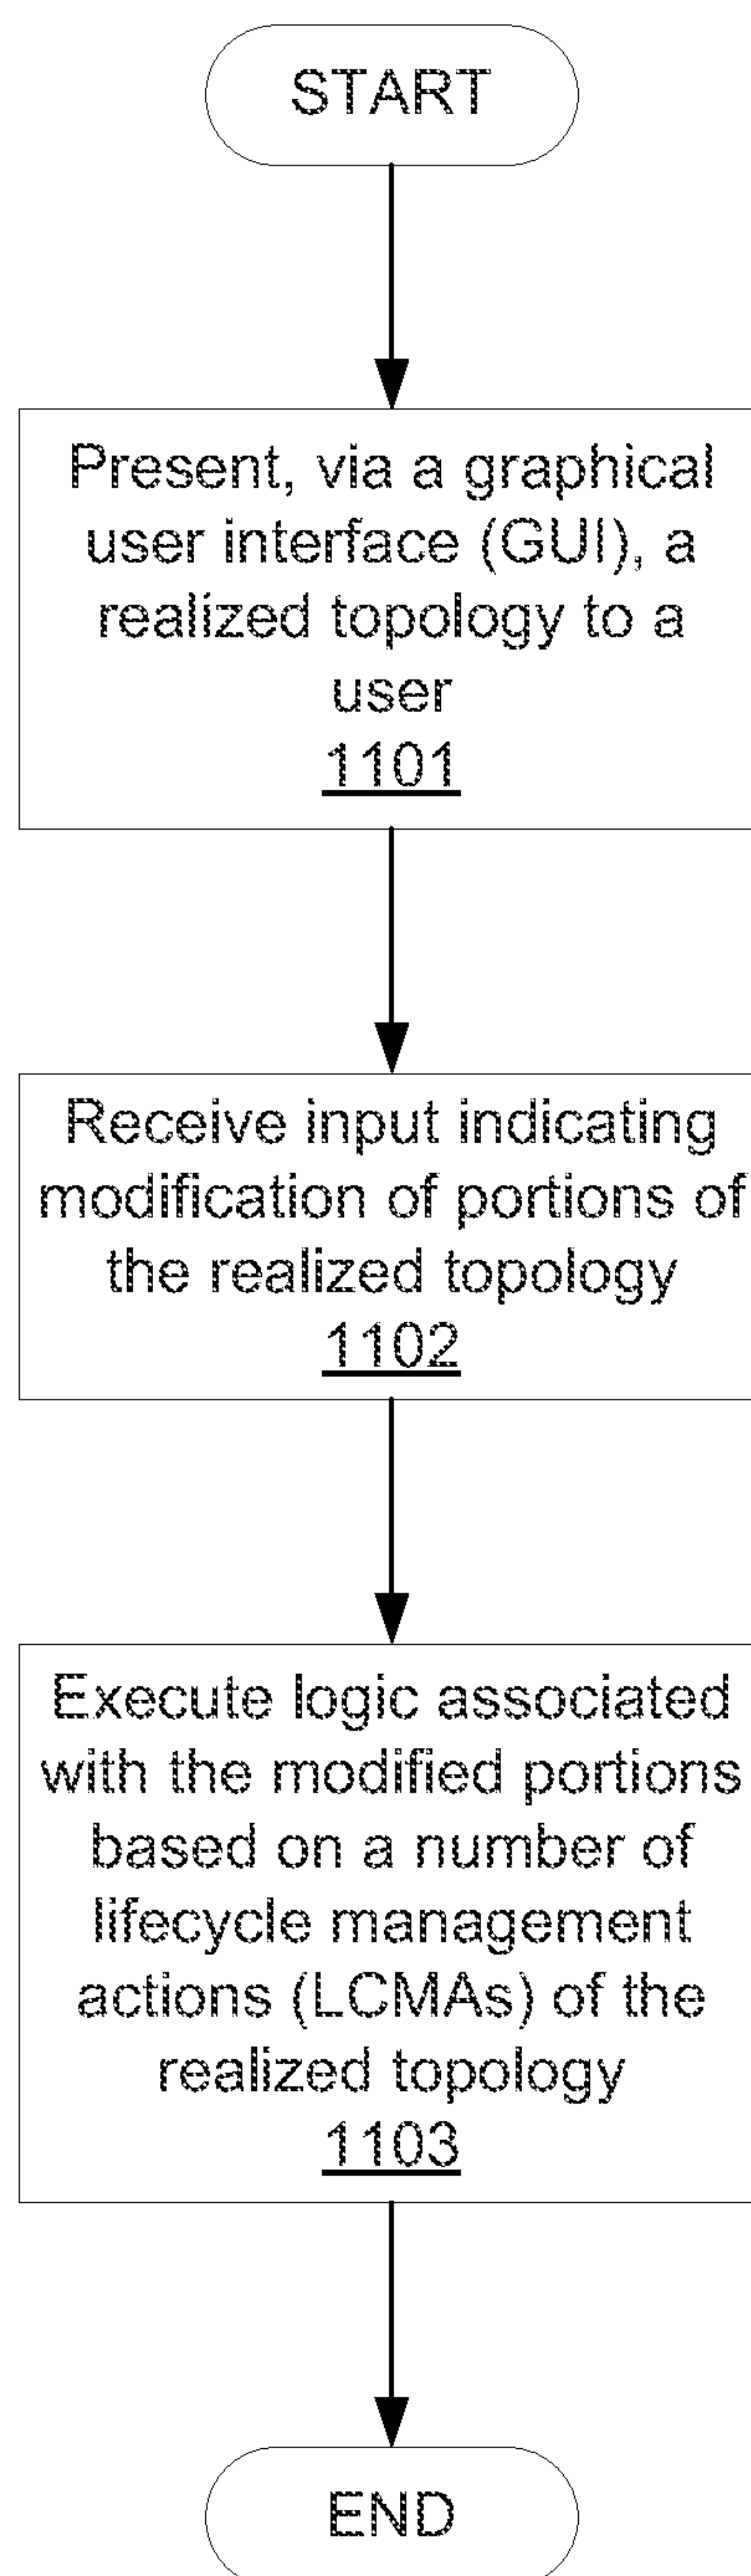 START
Present, via a graphical
user interface (GUI), a
realized topology to a
user
1101
Receive input indicating
modification of portions of
the realized topology
1102
Execute logic associated
with the modified portions
based on a number of
lifecycle management
actions (LCMAs) of the
realized topology
1103
END